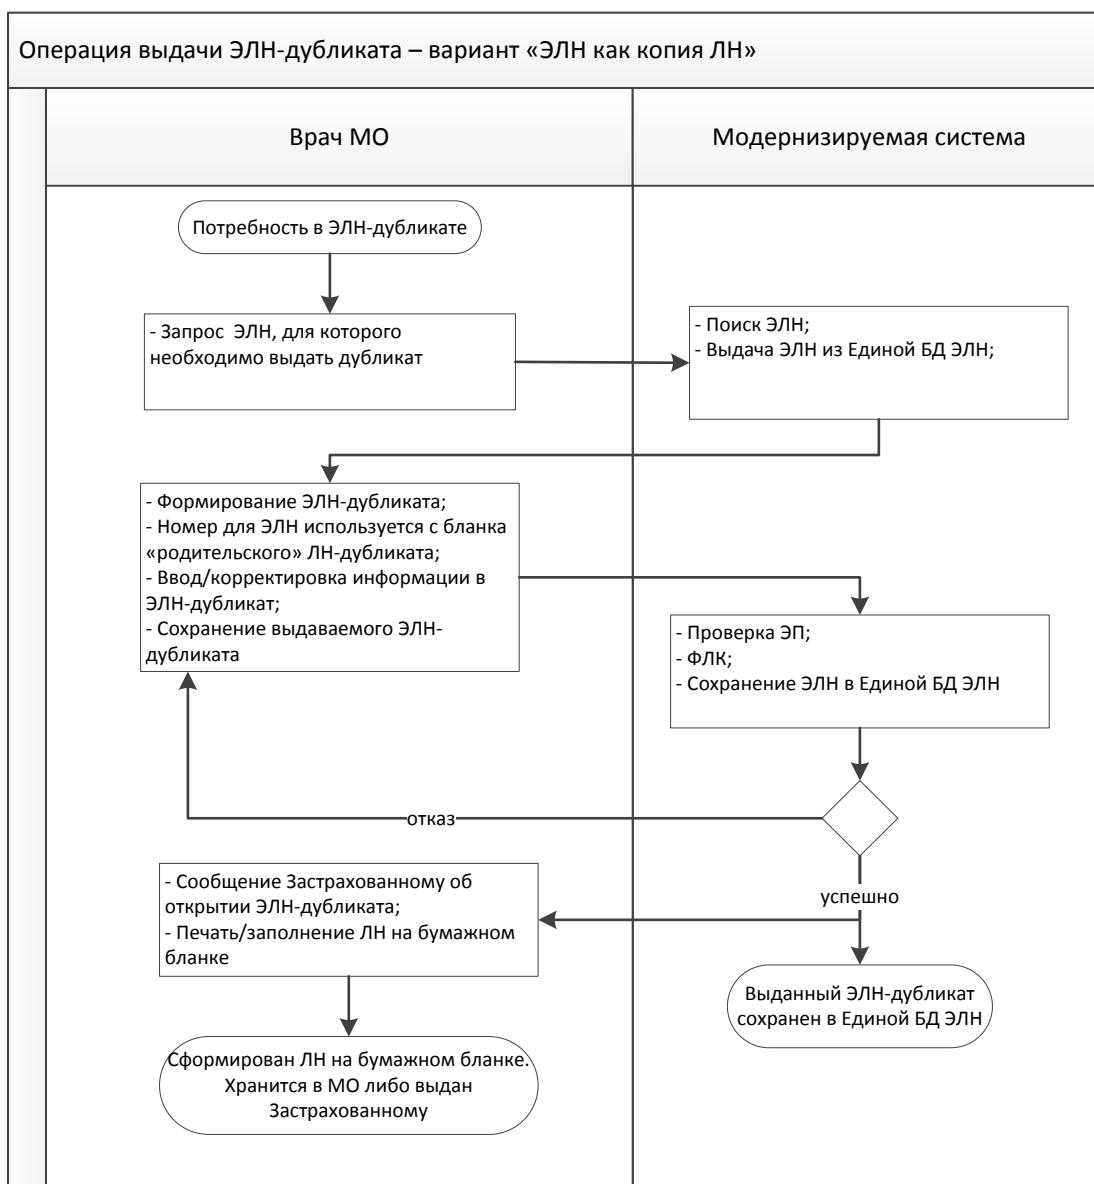 Операция выдачи ЭЛН-дубликата – вариант «ЭЛН как копия ЛН»
Врач МО
Модернизируемая система
Потребность в ЭЛН-дубликате
- Запрос ЭЛН, для которого
необходимо выдать дубликат
- Поиск ЭЛН;
- Выдача ЭЛН из Единой БД ЭЛН;
- Формирование ЭЛН-дубликата;
- Номер для ЭЛН используется с бланка
«родительского» ЛН-дубликата;
- Ввод/корректировка информации в
ЭЛН-дубликат;
- Сохранение выдаваемого ЭЛН-
дубликата
- Проверка ЭП;
- ФЛК;
- Сохранение ЭЛН в Единой БД ЭЛН
отказ
успешно
- Сообщение Застрахованному об
открытии ЭЛН-дубликата;
- Печать/заполнение ЛН на бумажном
бланке
Выданный ЭЛН-дубликат
сохранен в Единой БД ЭЛН
Сформирован ЛН на бумажном бланке.
Хранится в МО либо выдан
Застрахованному